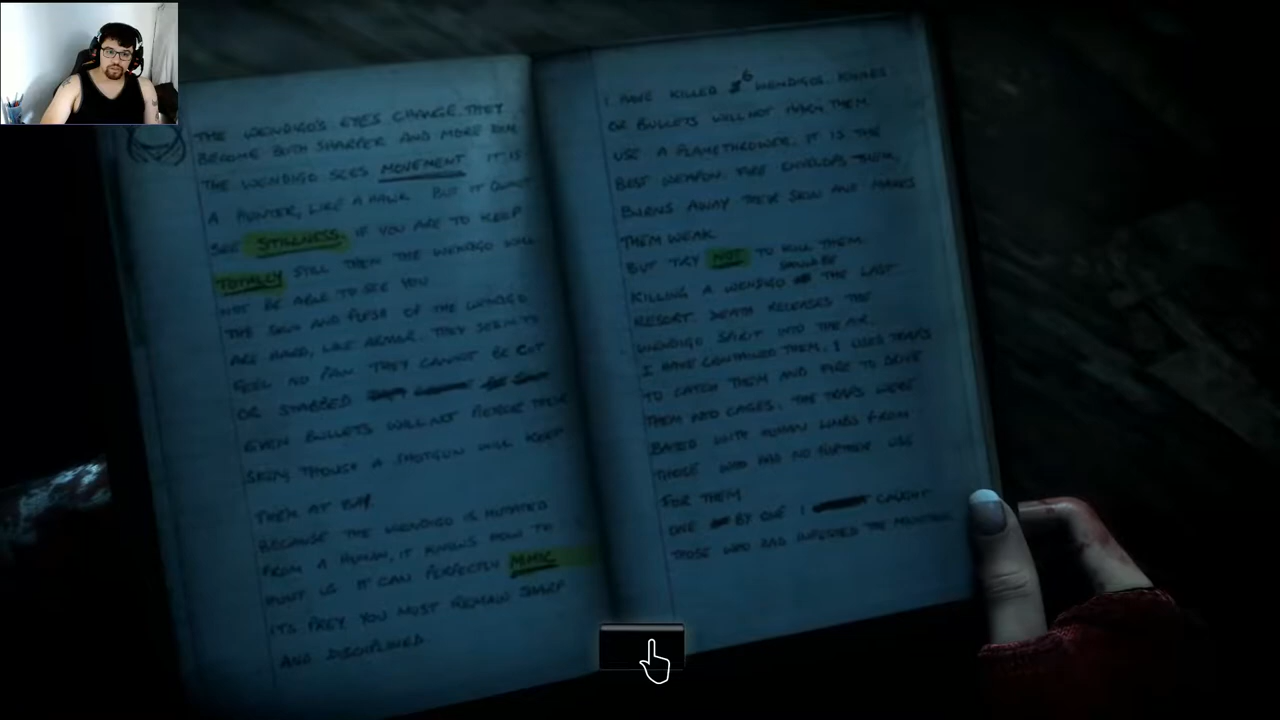 THE WENDIGO'S EYES CHANGE. THEY
BECOME BOTH SHARPER AND MORE DIM
THE WENDIGO SEES MOVEMENT. IT IS
A HUNTER, LIKE A HAWK BUT IT DOESN'T
SEE STILLNESS. IF YOU ARE TO KEEP
TOTALLY STILL THEN THE WENDIGO WILL
NOT BE ABLE TO SEE YOU
THE SKIN AND FLESH OF THE WENDIGO
ARE HARD, LIKE ARMOR. THEY SEEM TO
FEEL NO PAIN THEY CANNOT BE CUT
OR STABBED
EVEN BULLETS WILL NOT PIERCE THEIR
SKIN, THOUGH A SHOTGUN WILL KEEP
THEM AT BAY.
BECAUSE THE WENDIGO IS MUTATED
FROM A HUMAN, IT KNOWS HOW TO
HUNT US IT CAN PERFECTLY MIMIC
ITS PREY YOU MUST REMAIN SHARP
AND DISCIPLINED.
I HAVE KILLED 6 WENDIGOS. KNIVES
OR BULLETS WILL NOT HARM THEM
USE A FLAMETHROWER. IT IS THE
BEST WEAPON. FIRE ENVELOPS THEM,
BURNS AWAY THEIR SKIN AND MAKES
THEM WEAK
BUT TRY NOT TO KILL THEM
KILLING A WENDIGO SHOULD BE THE LAST
RESORT. DEATH RELEASES THE
WENDIGO SPIRIT INTO THE AIR.
I HAVE CONTAINED THEM. I USED TRAPS
TO CATCH THEM AND FIRE TO DRIVE
THEM INTO CAGES. THE TRAPS WERE
BAITED WITH HUMAN LIMBS FROM
THOSE WHO HAD NO FURTHER USE
FOR THEM
ONE BY ONE I CAUGHT
THOSE WHO HAD INFESTED THE MOUNTAIN